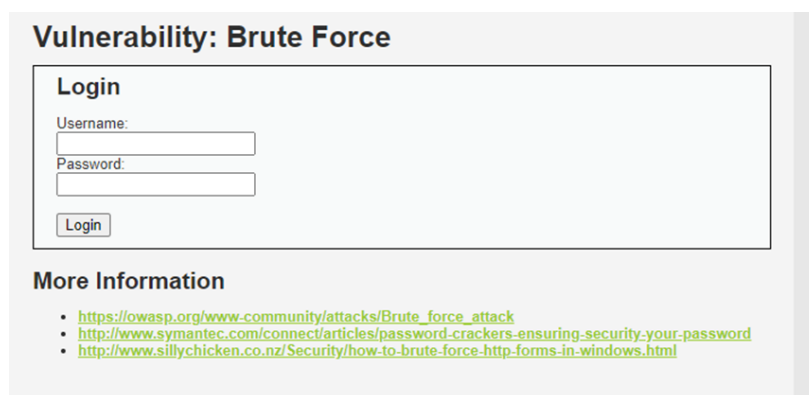 Vulnerability: Brute Force
Login
Username:
Password:
Login
More Information
https://owasp.org/www-community/attacks/Brute_force_attack
http://www.symantec.com/connect/articles/password-crackers-ensuring-security-your-password
http://www.sillychicken.co.nz/Security/how-to-brute-force-http-forms-in-windows.html